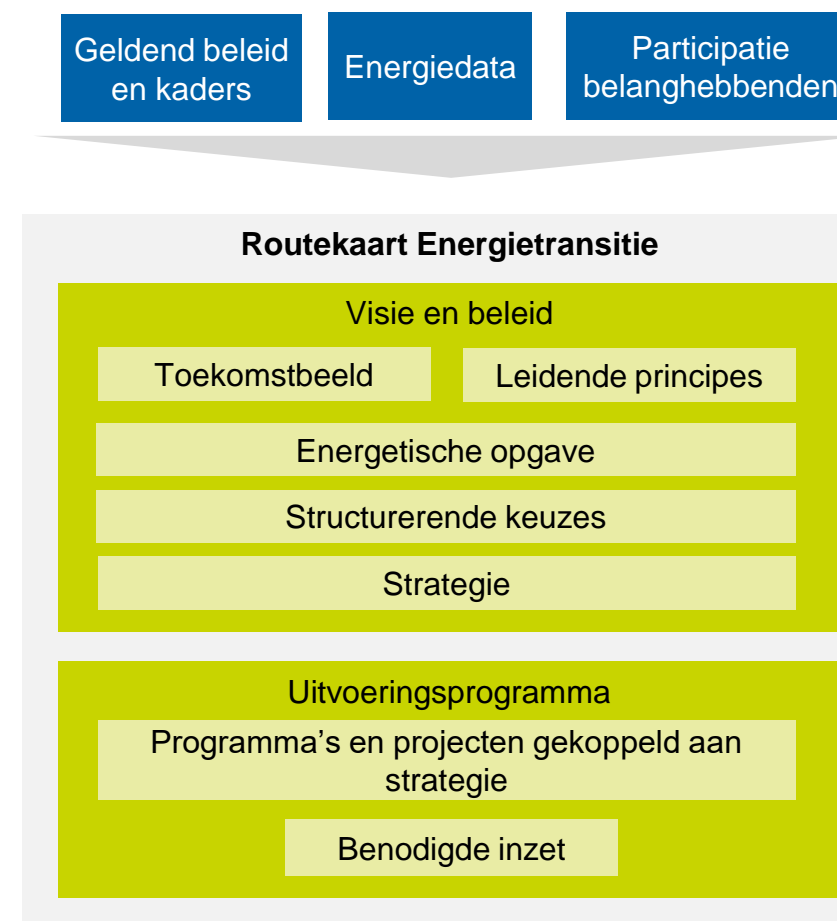 Geldend beleid
en kaders
Energiedata
Participatie
belanghebbenden
Routekaart Energietransitie
Visie en beleid
Toekomstbeeld
Leidende principes
Energetische opgave
Structurerende keuzes
Strategie
Uitvoeringsprogramma
Programma’s en projecten gekoppeld aan
strategie
Benodigde inzet